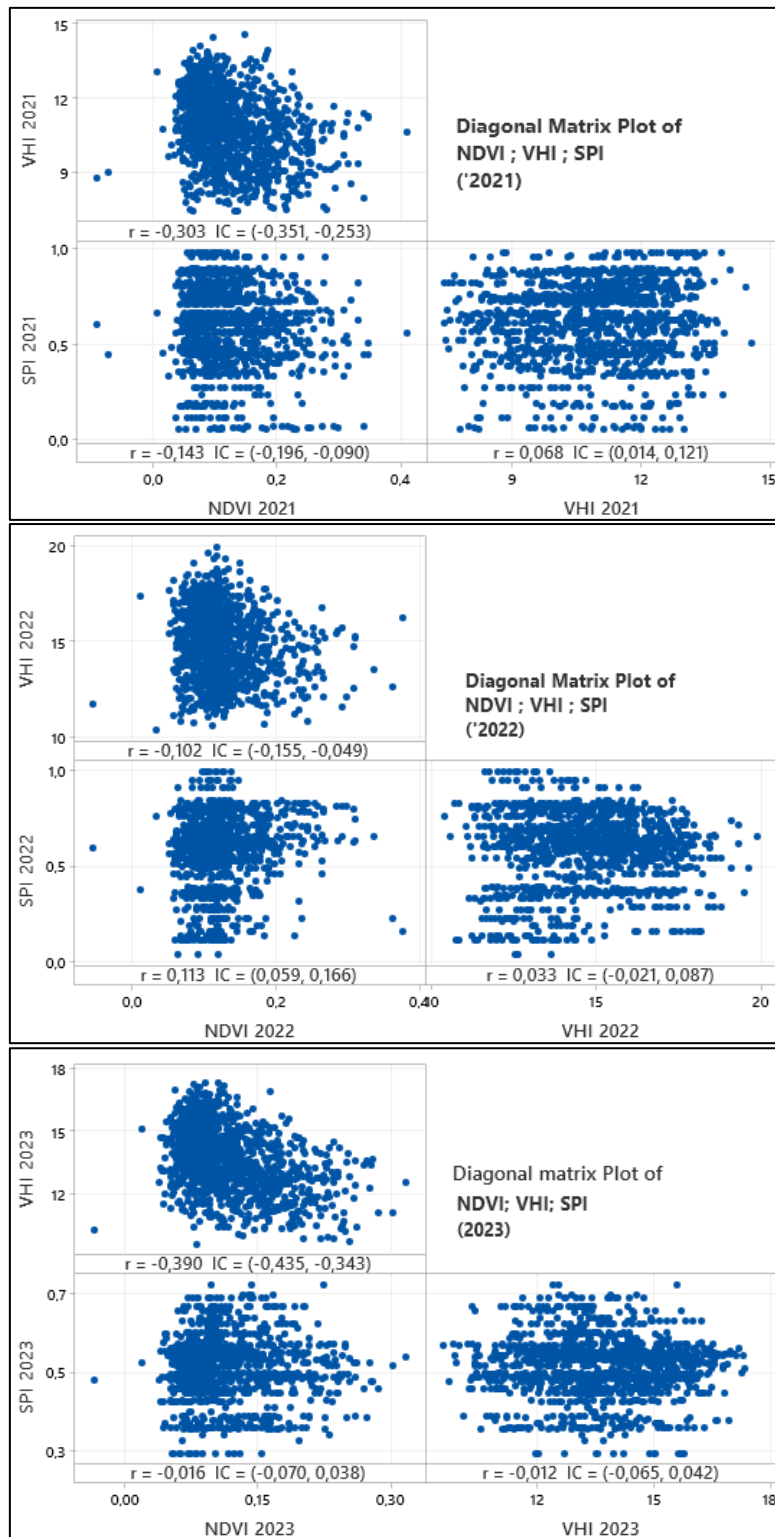 15
12
9
VHI 2021
Diagonal Matrix Plot of
NDVI ; VHI ; SPI
('2021)
r = -0,303 IC = (-0,351, -0,253)
1,0
0,5
0,0
SPI 2021
r = -0,143 IC = (-0,196, -0,090)
r = 0,068 IC = (0,014, 0,121)
0,0 0,2 0,4 9 12 15
NDVI 2021 VHI 2021
20
15
10
VHI 2022
Diagonal Matrix Plot of
NDVI ; VHI ; SPI
('2022)
r = -0,102 IC = (-0,155, -0,049)
1,0
0,5
0,0
SPI 2022
r = 0,113 IC = (0,059, 0,166)
r = 0,033 IC = (-0,021, 0,087)
0,0 0,2 0,410 15 20
NDVI 2022 VHI 2022
18
15
12
VHI 2023
Diagonal matrix Plot of
NDVI; VHI; SPI
(2023)
r = -0,390 IC = (-0,435, -0,343)
0,7
0,5
0,3
SPI 2023
r = -0,016 IC = (-0,070, 0,038)
r = -0,012 IC = (-0,065, 0,042)
0,00 0,15 0,30 12 15 18
NDVI 2023 VHI 2023